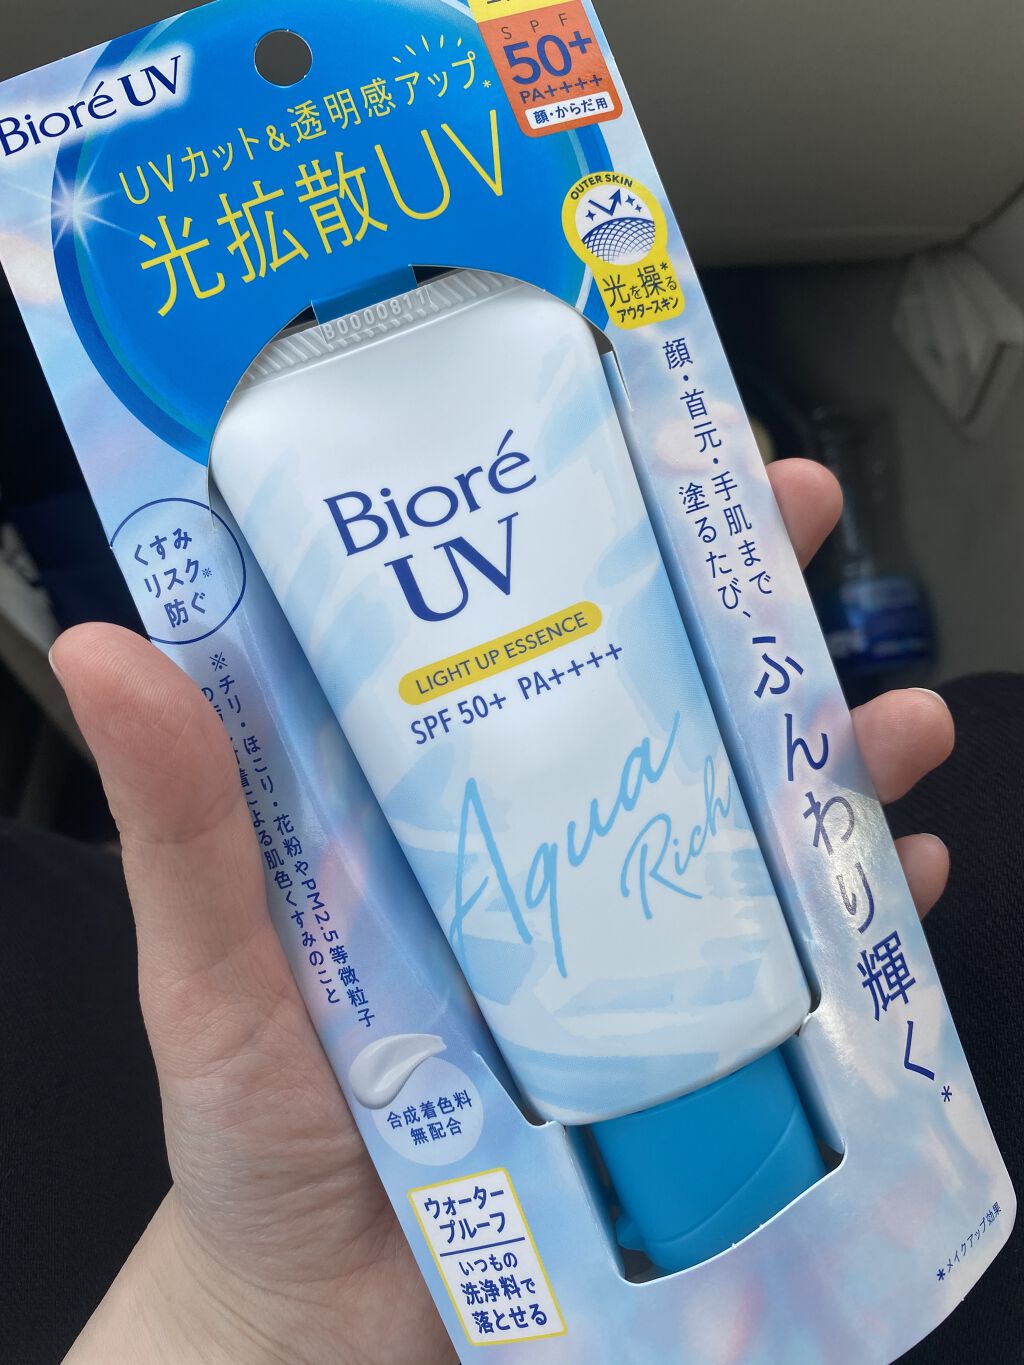 Bioré UV
UVカット&透明感アップ*
光拡散UV
SPF
50+
PA++++
顔・からだ用
OUTER SKIN
光を操る*
アウタースキン
B0000817
Bioré
UV
LIGHT UP ESSENCE
SPF 50+ PA++++
Aqua
Rich
顔・首元・手肌まで
塗るたび、
ふんわり輝く*
くすみ
リスク※
防ぐ
※チリ・ほこり・花粉やPM2.5等微粒子
着による肌色くすみのこと
合成着色料
無配合
ウォーター
プルーフ
いつもの
洗浄料で
落とせる
*メイクアップ効果